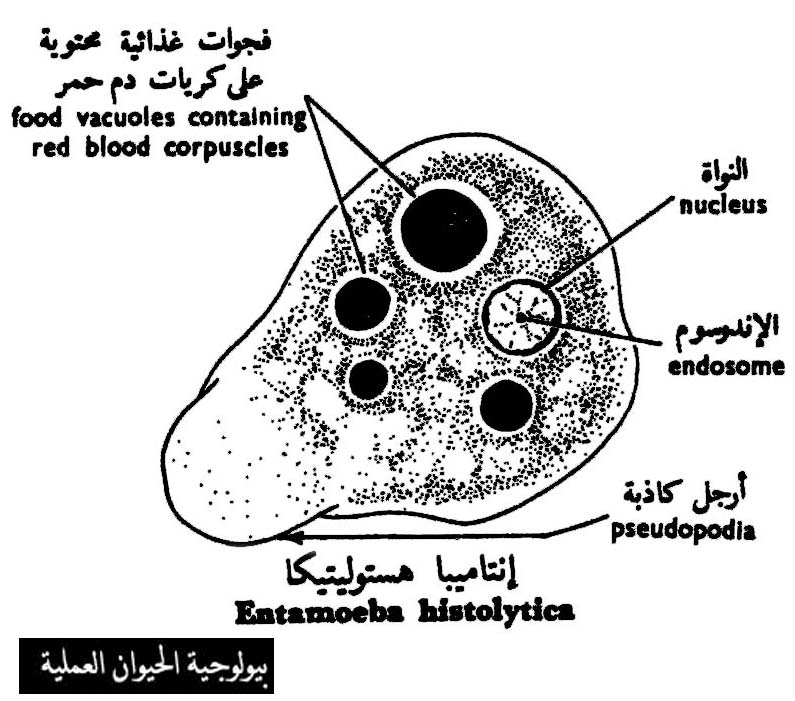 فجوات غذائية محتوية
على كريات دم حمر
food vacuoles containing
red blood corpuscles
النواة
nucleus
الإندوسوم
endosome
أرجل كاذبة
pseudopodia
إنتاميبا هستوليتيكا
Entamoeba histolytica
بيولوجية الحيوان العملية